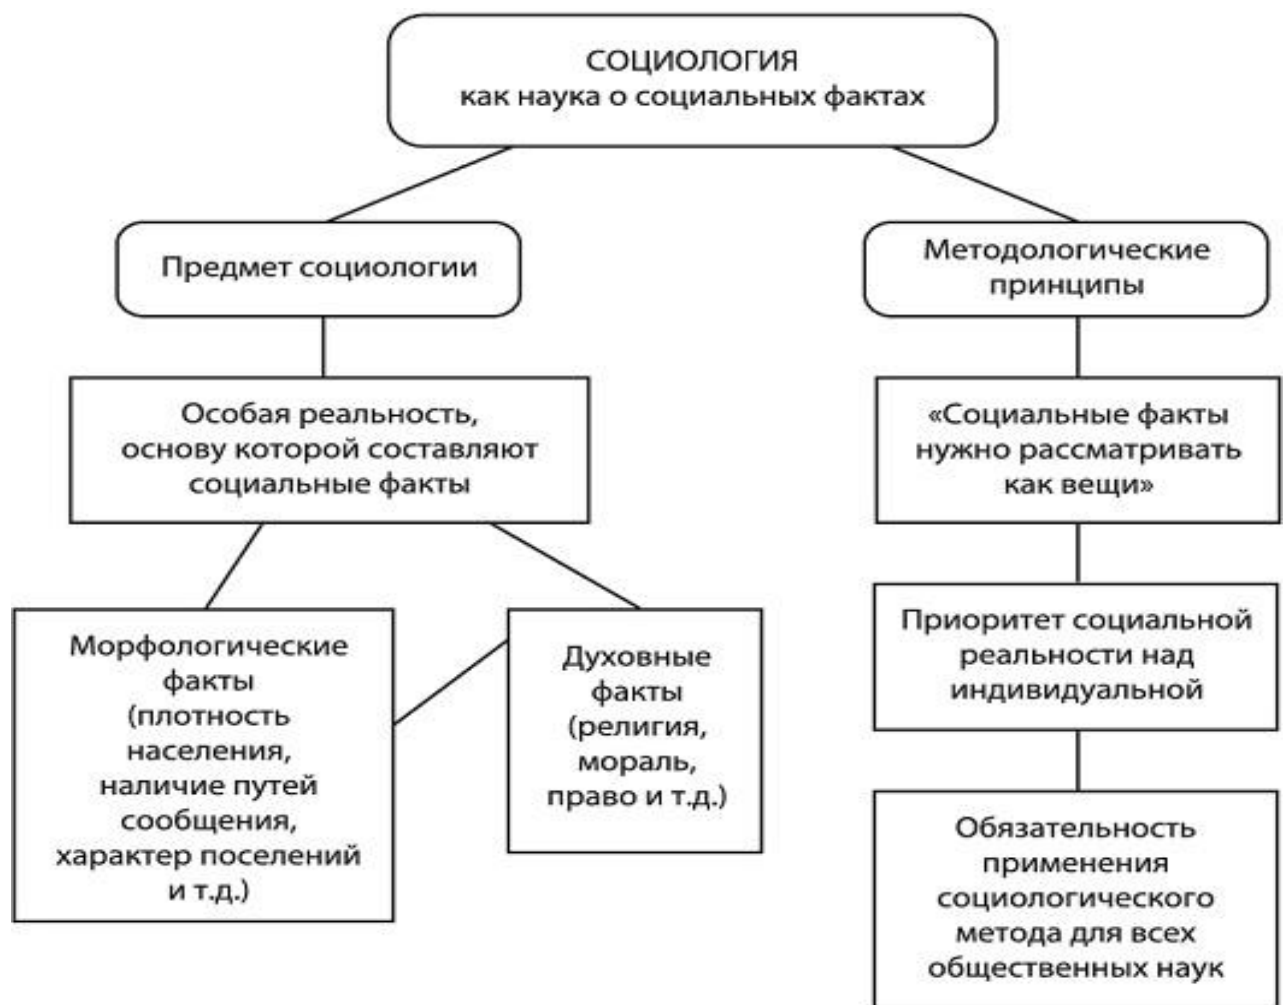 СОЦИОЛОГИЯ
как наука о социальных фактах
Предмет социологии
Методологические
принципы
Особая реальность,
основу которой составляют
социальные факты
«Социальные факты
нужно рассматривать
как вещи»
Морфологические
факты
(плотность
населения,
наличие путей
сообщения,
характер поселений
и т.д.)
Духовные
факты
(религия,
мораль,
право и т.д.)
Приоритет социальной
реальности над
индивидуальной
Обязательность
применения
социологического
метода для всех
общественных наук